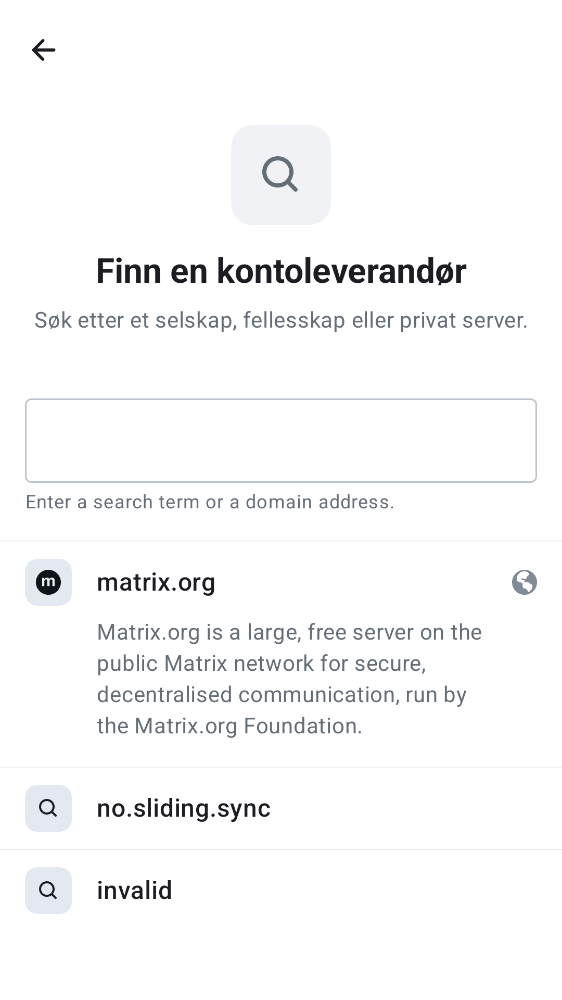 Finn en kontoleverandør
Søk etter et selskap, fellesskap eller privat server.
Enter a search term or a domain address.
m
matrix.org
Matrix.org is a large, free server on the
public Matrix network for secure,
decentralised communication, run by
the Matrix.org Foundation.
no.sliding.sync
invalid